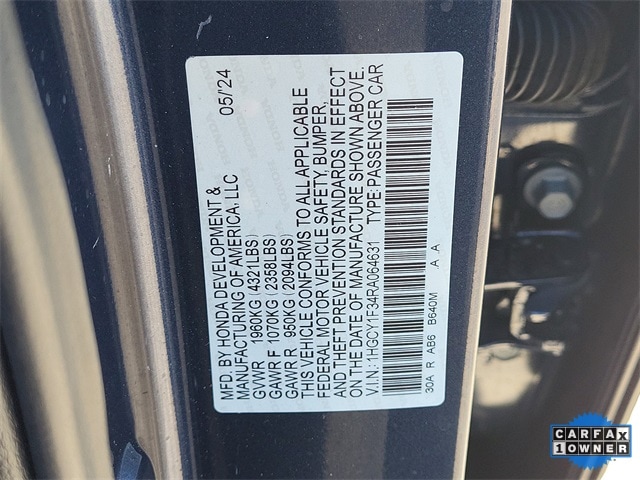 MFD. BY HONDA DEVELOPMENT & 05/'24
MANUFACTURING OF AMERICA, LLC
GVWR 1960KG (4321LBS)
GAWR F 1070KG (2358LBS)
GAWR R 950KG (2094LBS)
THIS VEHICLE CONFORMS TO ALL APPLICABLE
FEDERAL MOTOR VEHICLE SAFETY, BUMPER,
AND THEFT PREVENTION STANDARDS IN EFFECT
ON THE DATE OF MANUFACTURE SHOWN ABOVE.
V.I.N: 1HGCY1F34RA064631 TYPE: PASSENGER CAR
30A R AB6 B640M A A
CARFAX
1 OWNER